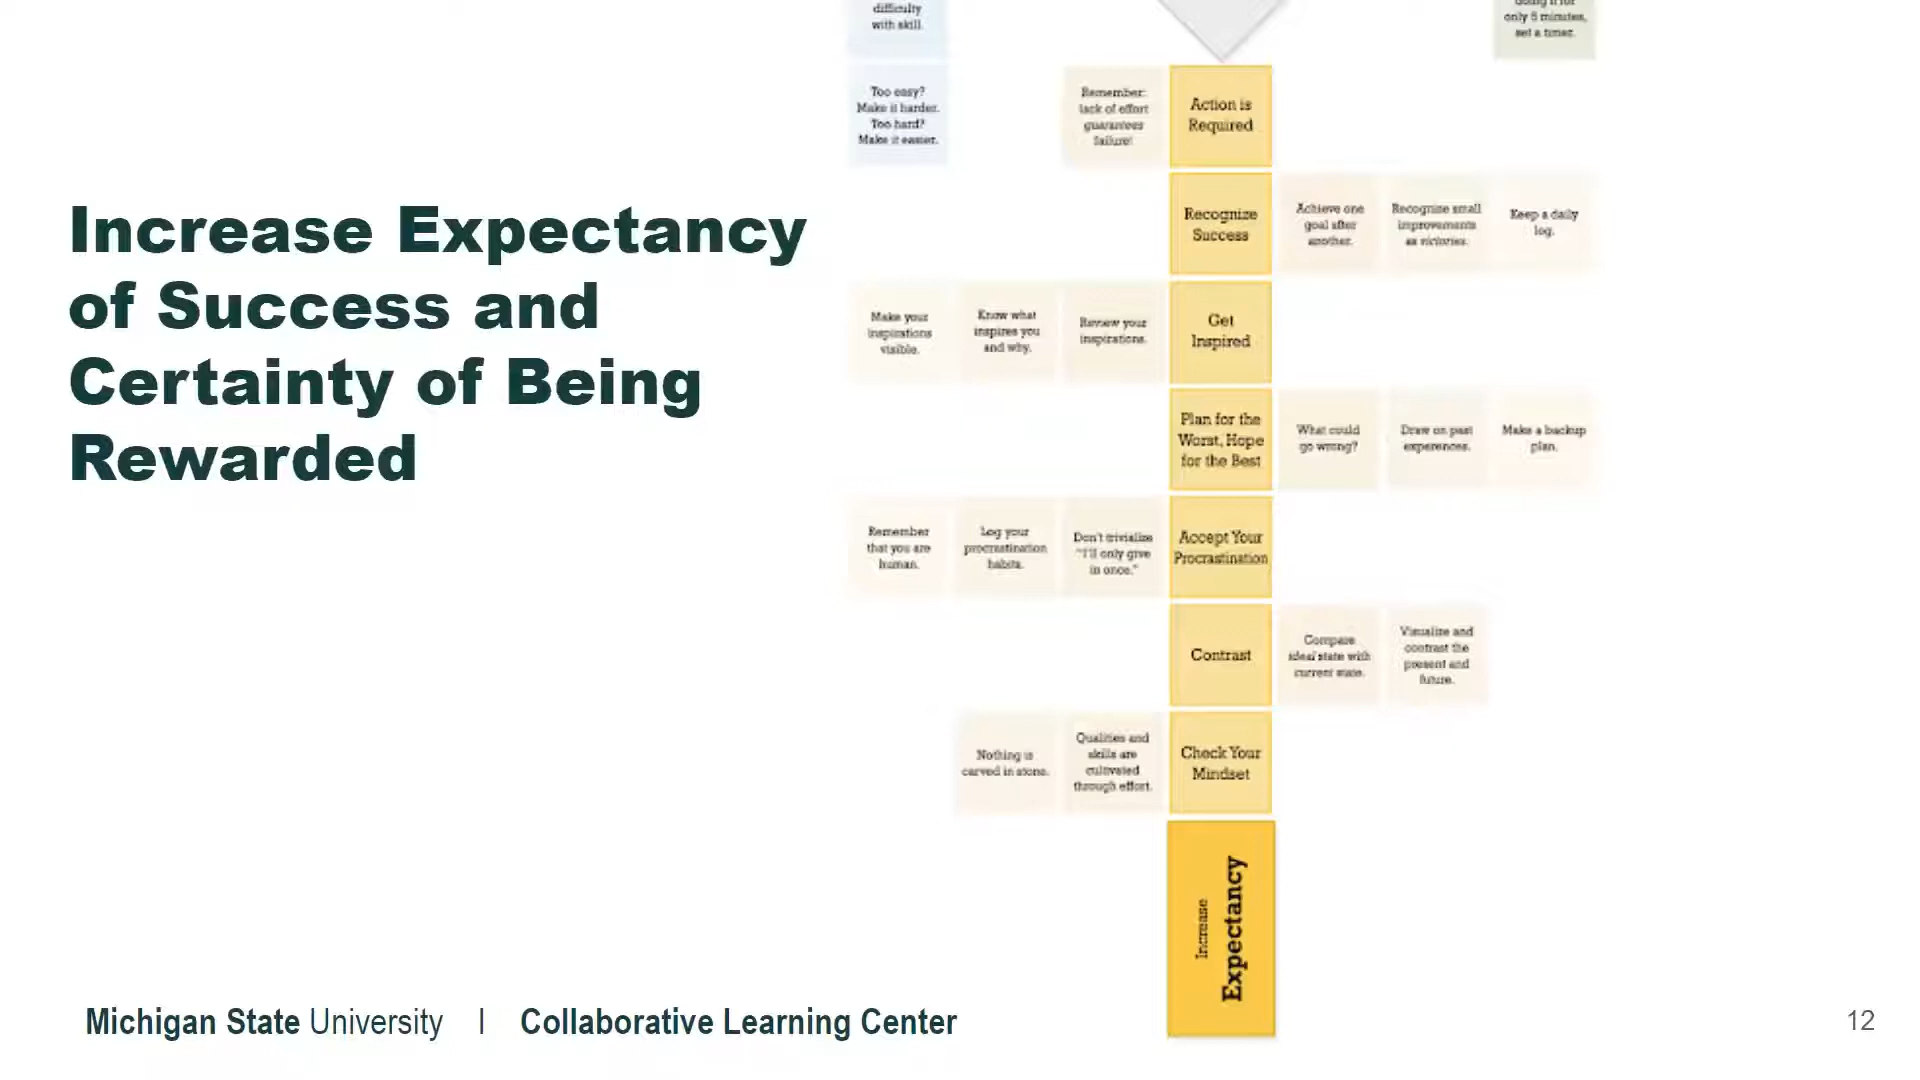 difficulty
with skill.
only 5 minutes,
set a timer.
Too easy?
Make it harder.
Too hard?
Make it easier.
Remember:
lack of effort
guarantees
failure!
Action is
Required
Increase Expectancy
of Success and
Certainty of Being
Rewarded
Recognize
Success
Achieve one
goal after
another.
Recognize small
improvements
as victories.
Keep a daily
log.
Make your
inspirations
visible.
Know what
inspires you
and why.
Review your
inspirations.
Get
Inspired
Plan for the
Worst, Hope
for the Best
What could
go wrong?
Draw on past
experiences.
Make a backup
plan.
Remember
that you are
human.
Log your
procrastination
habits.
Don't trivialize
"I'll only give
in once."
Accept Your
Procrastination
Contrast
Compare
ideal state with
current state.
Visualize and
contrast the
present and
future.
Nothing is
carved in stone.
Qualities and
skills are
cultivated
through effort.
Check Your
Mindset
Increase
Expectancy
Michigan State University | Collaborative Learning Center
12